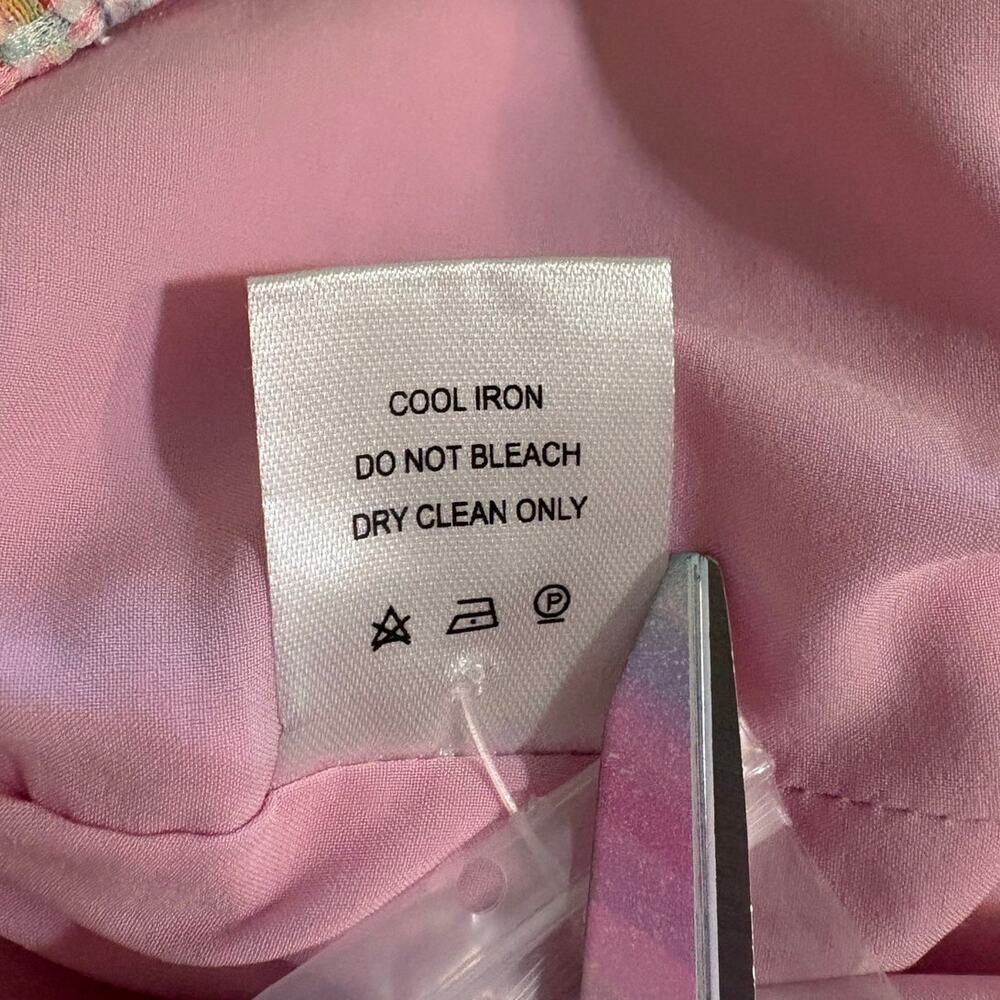 COOL IRON
DO NOT BLEACH
DRY CLEAN ONLY
P